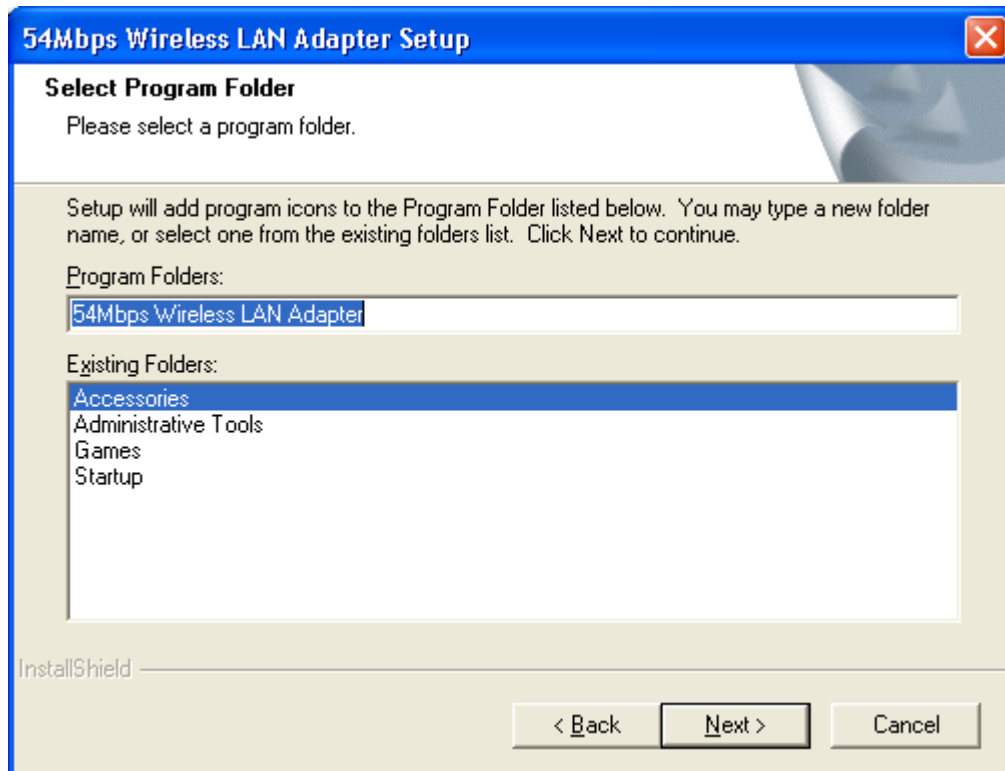 54Mbps Wireless LAN Adapter Setup
Select Program Folder
Please select a program folder.
Setup will add program icons to the Program Folder listed below.  You may type a new folder
name, or select one from the existing folders list.  Click Next to continue.
Program Folders:
54Mbps Wireless LAN Adapter
Existing Folders:
Accessories
Administrative Tools
Games
Startup
InstallShield
< Back
Next >
Cancel